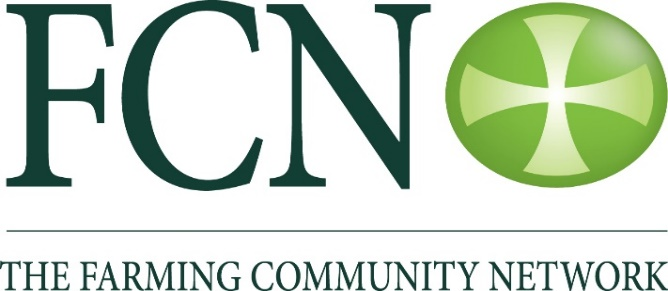 FCN
THE FARMING COMMUNITY NETWORK